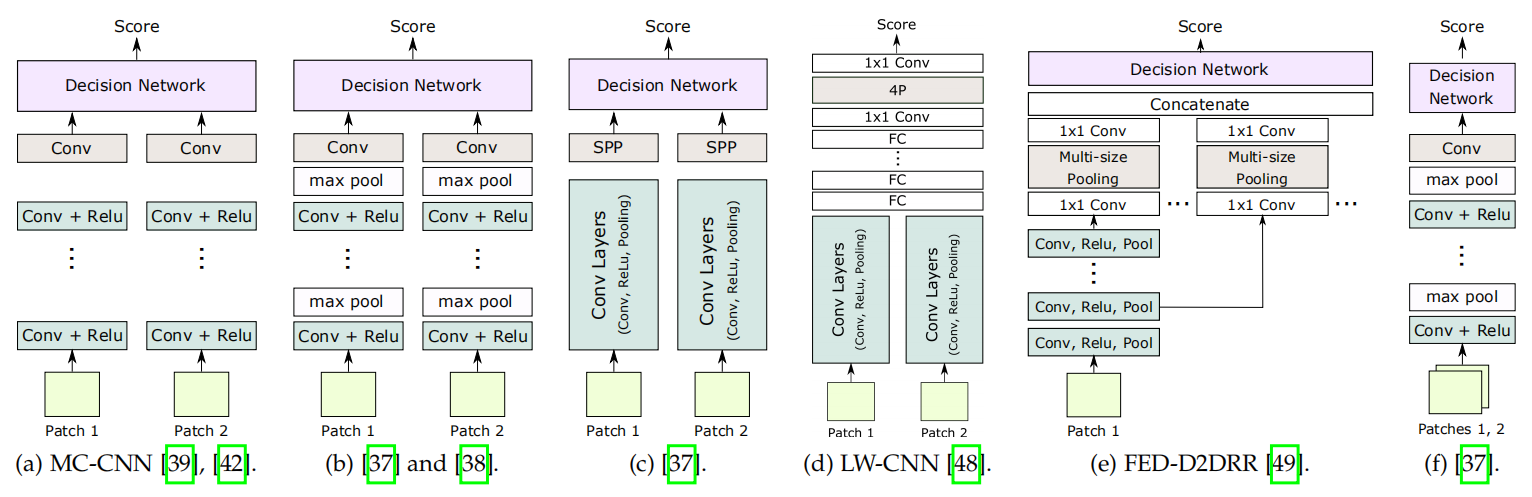 Score
Decision Network
Conv Conv
Conv + Relu Conv + Relu
⋮ ⋮
Conv + Relu Conv + Relu
Patch 1 Patch 2
(a) MC-CNN [39], [42].
Score
Decision Network
Conv Conv
max pool max pool
Conv + Relu Conv + Relu
⋮ ⋮
max pool max pool
Conv + Relu Conv + Relu
Patch 1 Patch 2
(b) [37] and [38].
Score
Decision Network
SPP SPP
Conv Layers
(Conv, ReLu, Pooling)
Conv Layers
(Conv, ReLu, Pooling)
Patch 1 Patch 2
(c) [37].
Score
1x1 Conv
4P
1x1 Conv
FC
⋮
FC
FC
Conv Layers
(Conv, ReLu, Pooling)
Conv Layers
(Conv, ReLu, Pooling)
Patch 1 Patch 2
(d) LW-CNN [48].
Score
Decision Network
Concatenate
1x1 Conv 1x1 Conv
Multi-size
Pooling
Multi-size
Pooling
1x1 Conv ··· 1x1 Conv ···
Conv, Relu, Pool
⋮
Conv, Relu, Pool
Conv, Relu, Pool
Patch 1
(e) FED-D2DRR [49].
Score
Decision
Network
Conv
max pool
Conv + Relu
⋮
max pool
Conv + Relu
Patches 1, 2
(f) [37].